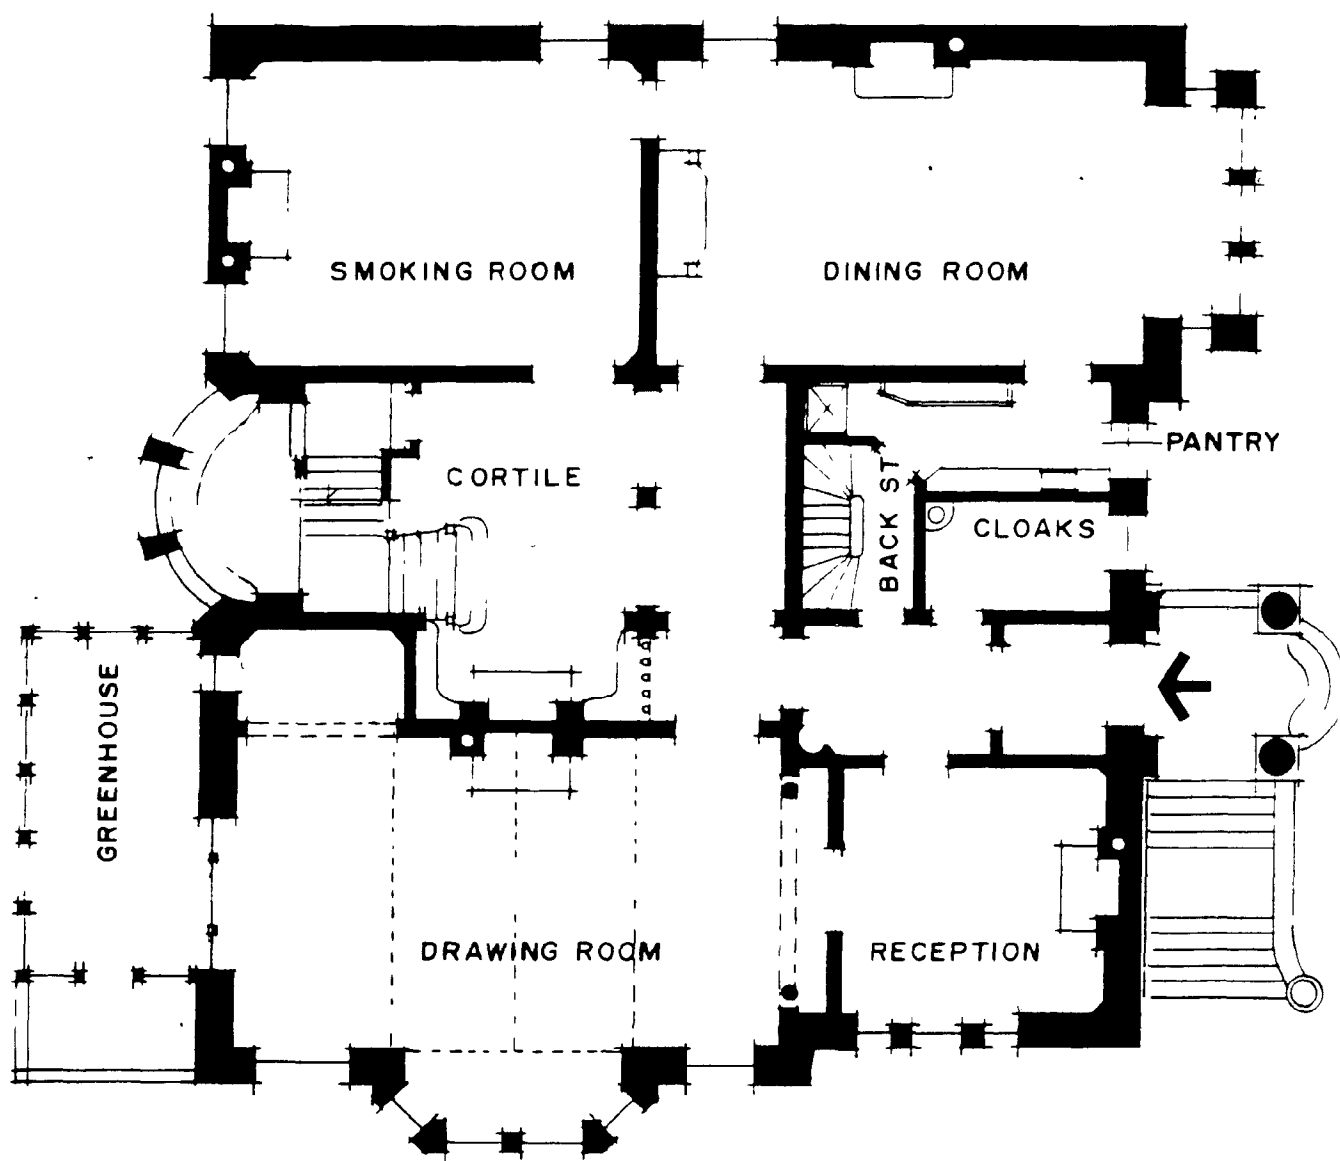 SMOKING ROOM
DINING ROOM
PANTRY
CORTILE
BACK ST
CLOAKS
GREENHOUSE
DRAWING ROOM
RECEPTION